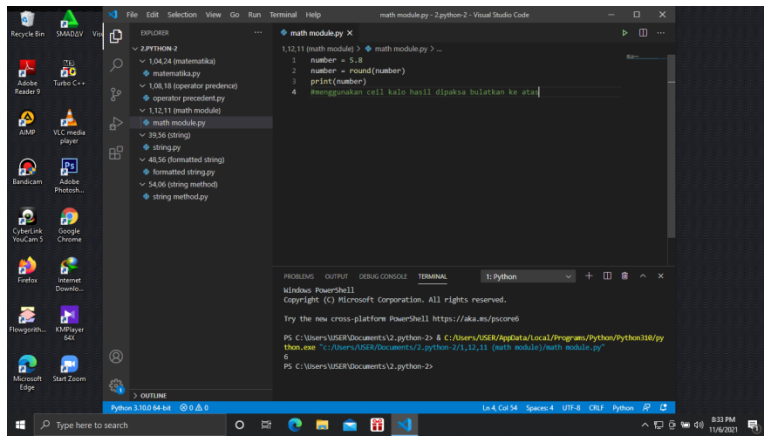 File Edit Selection View Go Run Terminal Help
math module.py - 2.python-2 - Visual Studio Code
Recycle Bin
SMADΔV
Adobe Reader 9
Turbo C++
AIMP
VLC media player
Bandicam
Adobe Photosh...
CyberLink YouCam 5
Google Chrome
Firefox
Internet Downlo...
Flowgorith...
KMPlayer 64X
Microsoft Edge
Start Zoom
EXPLORER
2.PYTHON-2
1,04,24 (matematika)
matematika.py
1,08,18 (operator predence)
operator precedent.py
1,12,11 (math module)
math module.py
39,56 (string)
string.py
48,56 (formatted string)
formatted string.py
54,06 (string method)
string method.py
OUTLINE
math module.py
1,12,11 (math module) > math module.py > ...
1 number = 5.8
2 number = round(number)
3 print(number)
4 #menggunakan ceil kalo hasil dipaksa bulatkan ke atas
PROBLEMS OUTPUT DEBUG CONSOLE TERMINAL 1: Python
Windows PowerShell
Copyright (C) Microsoft Corporation. All rights reserved.
Try the new cross-platform PowerShell https://aka.ms/pscore6
PS C:\Users\USER\Documents\2.python-2> & C:/Users/USER/AppData/Local/Programs/Python/Python310/py
thon.exe "c:/Users/USER/Documents/2.python-2/1,12,11 (math module)/math module.py"
6
PS C:\Users\USER\Documents\2.python-2>
Python 3.10.0 64-bit 0 0 Ln 4, Col 54 Spaces: 4 UTF-8 CRLF Python
Type here to search
8:33 PM
11/6/2021